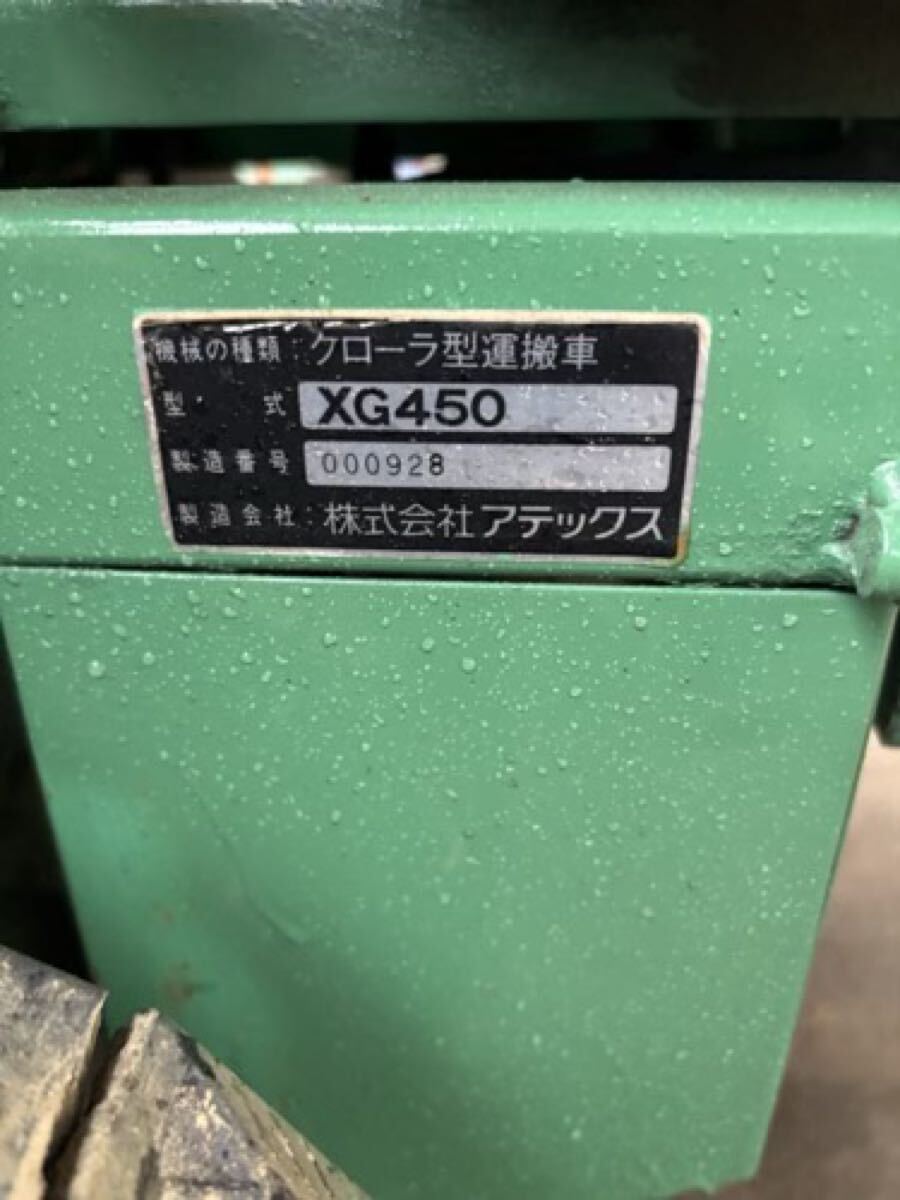 機械の種類：クローラ型運搬車
型　式 XG450
製造番号 000928
製造会社：株式会社アテックス